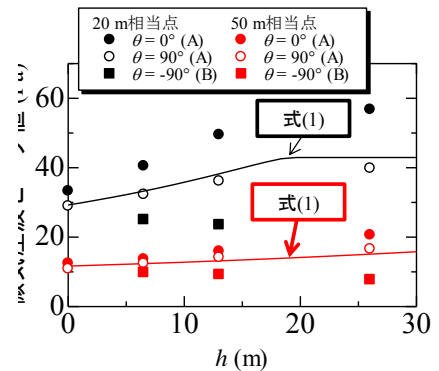 20 m相当点 50 m相当点
θ = 0° (A) θ = 0° (A)
θ = 90° (A) θ = 90° (A)
θ = -90° (B) θ = -90° (B)
60
40
20
0
式(1)
式(1)
0 10 20 30
h (m)